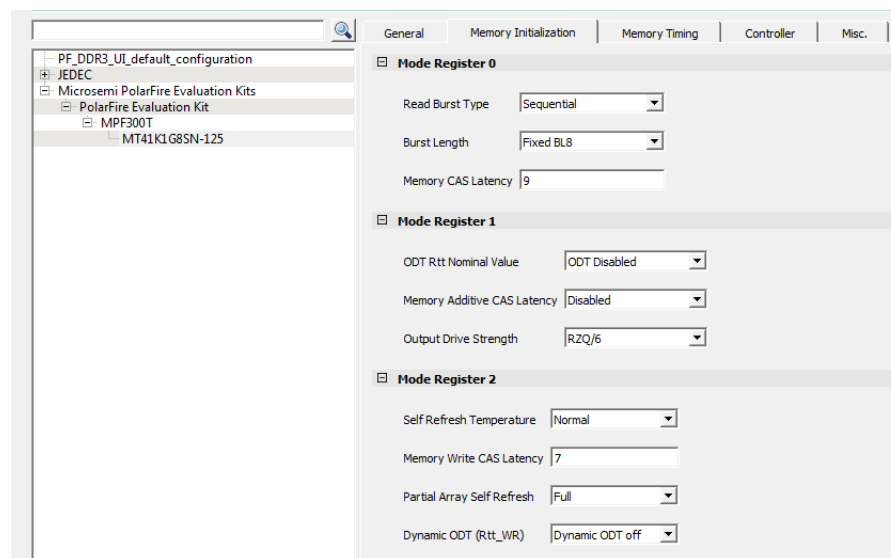 General Memory Initialization Memory Timing Controller Misc.
PF_DDR3_UI_default_configuration
JEDEC
Microsemi PolarFire Evaluation Kits
PolarFire Evaluation Kit
MPF300T
MT41K1G8SN-125
Mode Register 0
Read Burst Type Sequential
Burst Length Fixed BL8
Memory CAS Latency 9
Mode Register 1
ODT Rtt Nominal Value ODT Disabled
Memory Additive CAS Latency Disabled
Output Drive Strength RZQ/6
Mode Register 2
Self Refresh Temperature Normal
Memory Write CAS Latency 7
Partial Array Self Refresh Full
Dynamic ODT (Rtt_WR) Dynamic ODT off